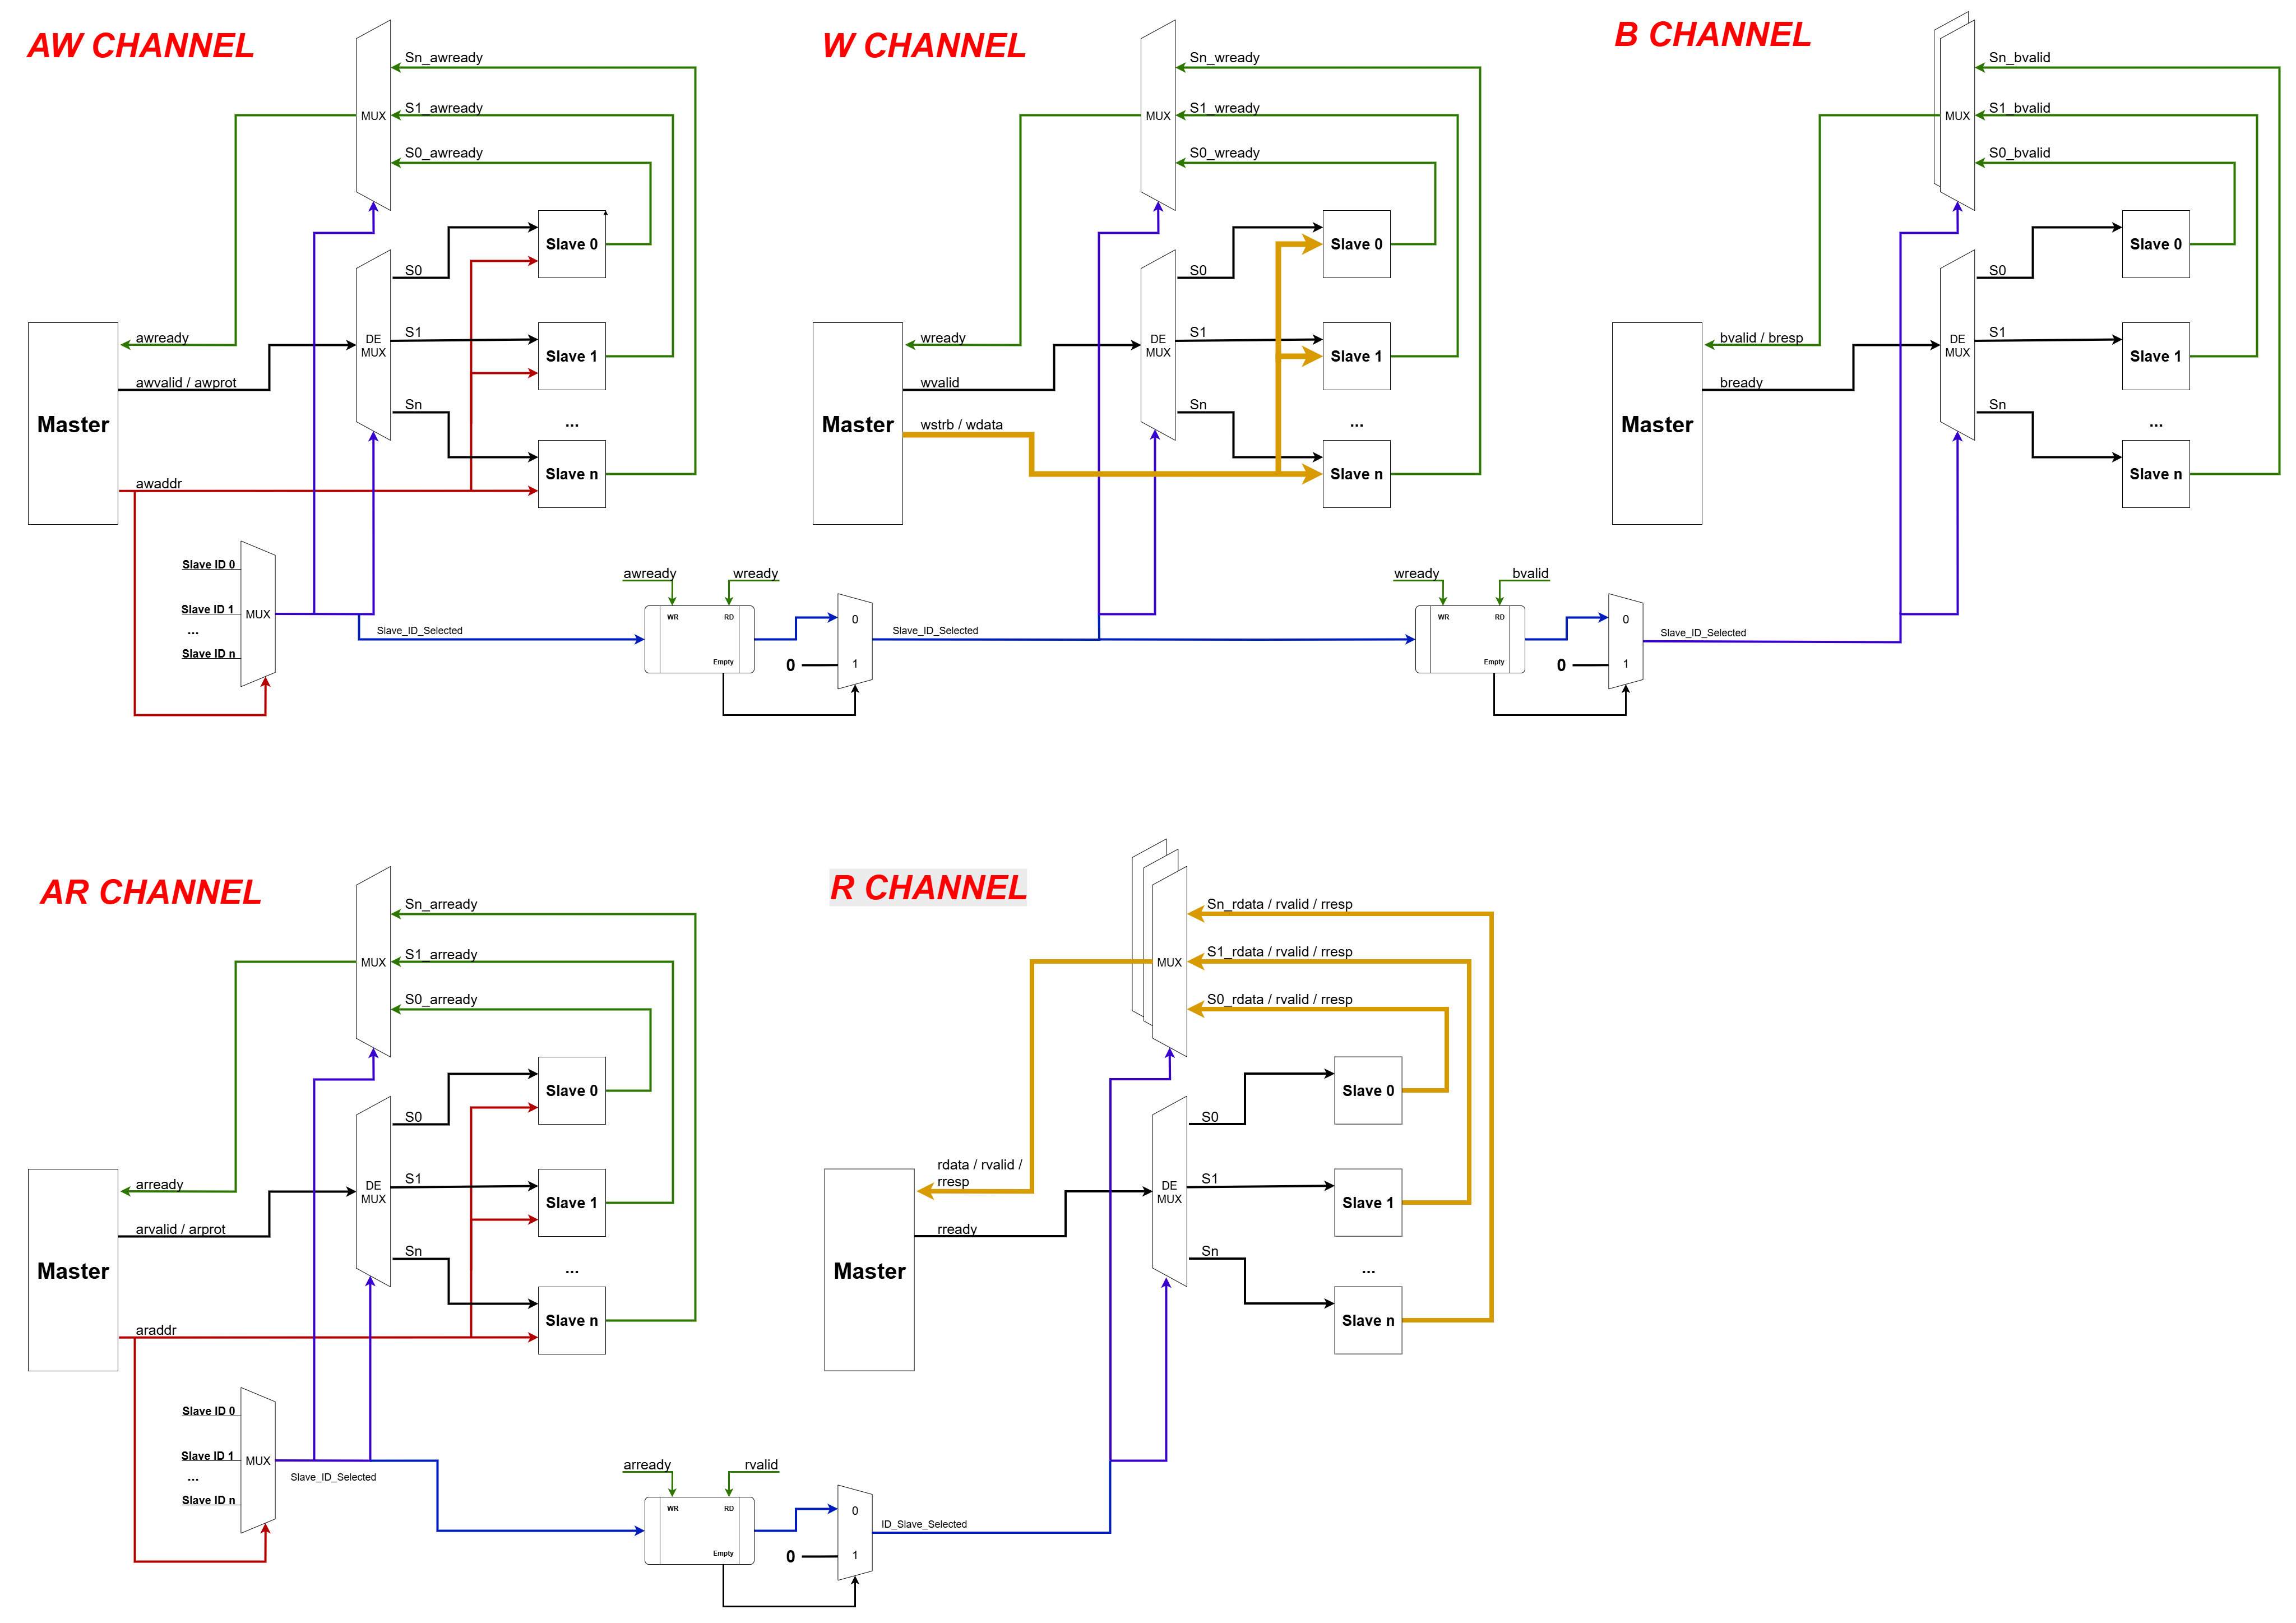 AW CHANNEL
Sn_awready
S1_awready
MUX
S0_awready
Slave 0
S0
awready
DE
MUX
S1
Slave 1
awvalid / awprot
Sn
...
Master
Slave n
awaddr
Slave ID 0
Slave ID 1
MUX
...
Slave ID n
Slave_ID_Selected
awready
wready
WR
RD
Empty
0
0
1
Slave_ID_Selected
W CHANNEL
Sn_wready
S1_wready
MUX
S0_wready
Slave 0
S0
wready
DE
MUX
S1
Slave 1
wvalid
Sn
...
Master
wstrb / wdata
Slave n
wready
bvalid
WR
RD
Empty
0
0
1
Slave_ID_Selected
B CHANNEL
Sn_bvalid
S1_bvalid
MUX
S0_bvalid
Slave 0
S0
bvalid / bresp
DE
MUX
S1
Slave 1
bready
Sn
...
Master
Slave n
AR CHANNEL
Sn_arready
S1_arready
MUX
S0_arready
Slave 0
S0
arready
DE
MUX
S1
Slave 1
arvalid / arprot
Sn
...
Master
Slave n
araddr
Slave ID 0
Slave ID 1
MUX
...
Slave ID n
Slave_ID_Selected
arready
rvalid
WR
RD
Empty
0
0
1
ID_Slave_Selected
R CHANNEL
Sn_rdata / rvalid / rresp
S1_rdata / rvalid / rresp
MUX
S0_rdata / rvalid / rresp
Slave 0
S0
rdata / rvalid /
rresp
DE
MUX
S1
Slave 1
rready
Sn
...
Master
Slave n